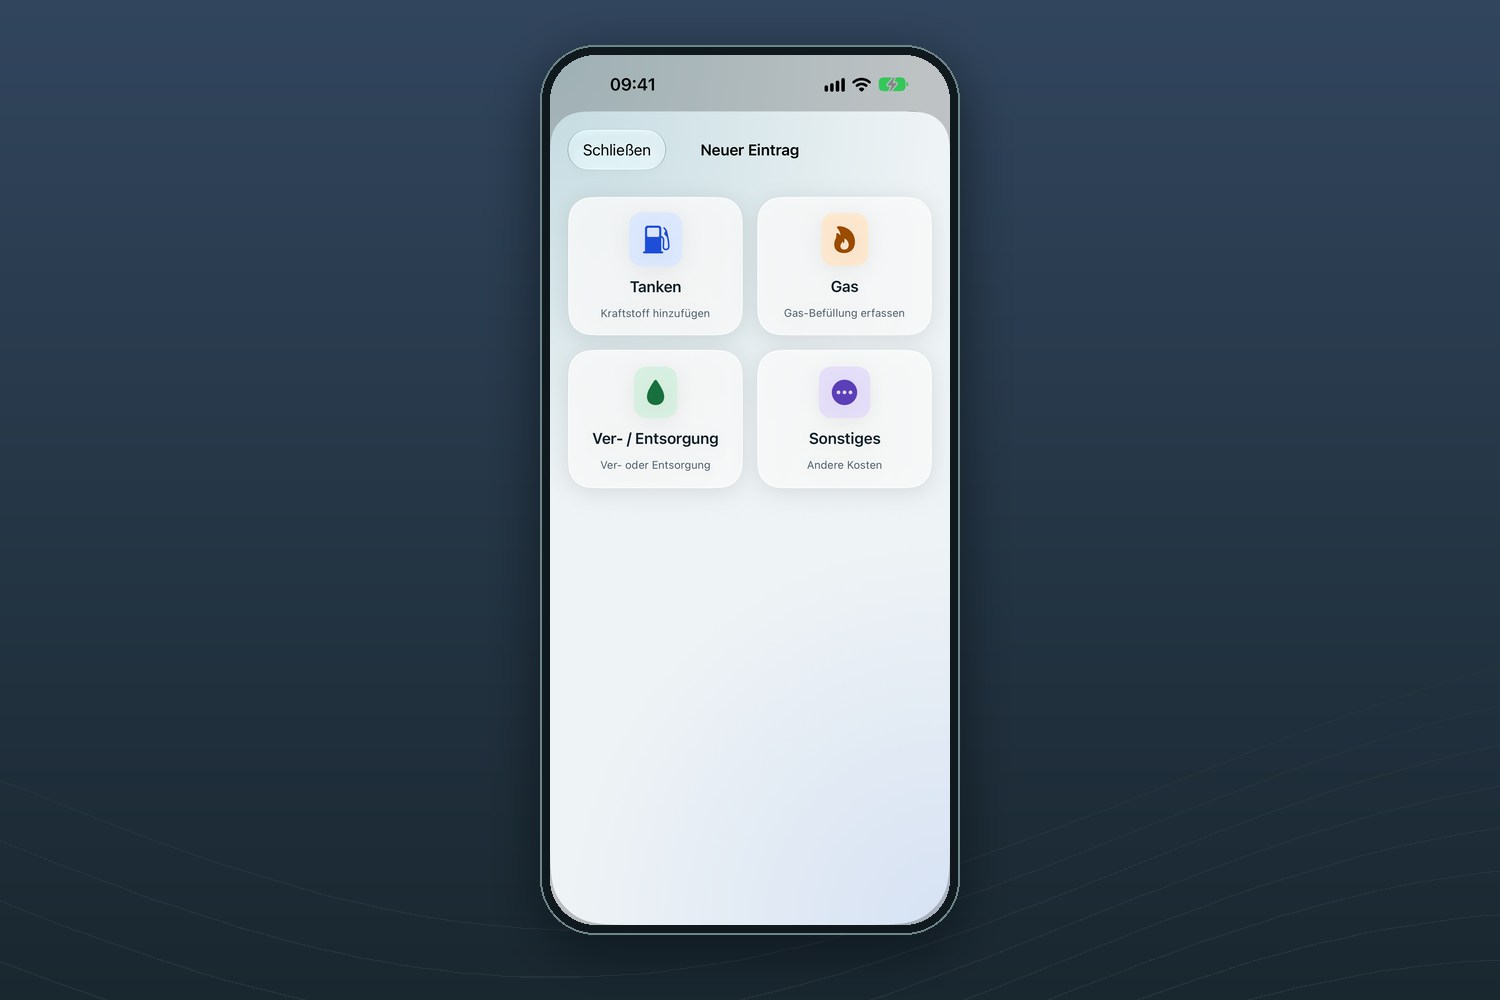 09:41
Schließen
Neuer Eintrag
Tanken
Kraftstoff hinzufügen
Gas
Gas-Befüllung erfassen
Ver- / Entsorgung
Ver- oder Entsorgung
Sonstiges
Andere Kosten